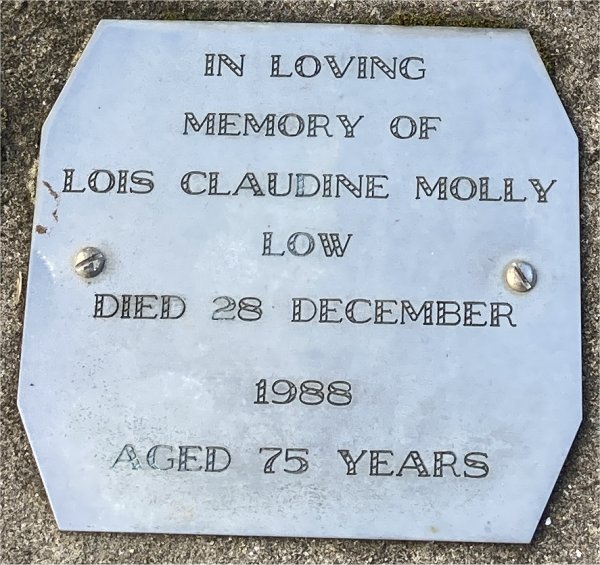 IN LOVING
MEMORY OF
LOIS CLAUDINE MOLLY
LOW
DIED 28 DECEMBER
1988
AGED 75 YEARS